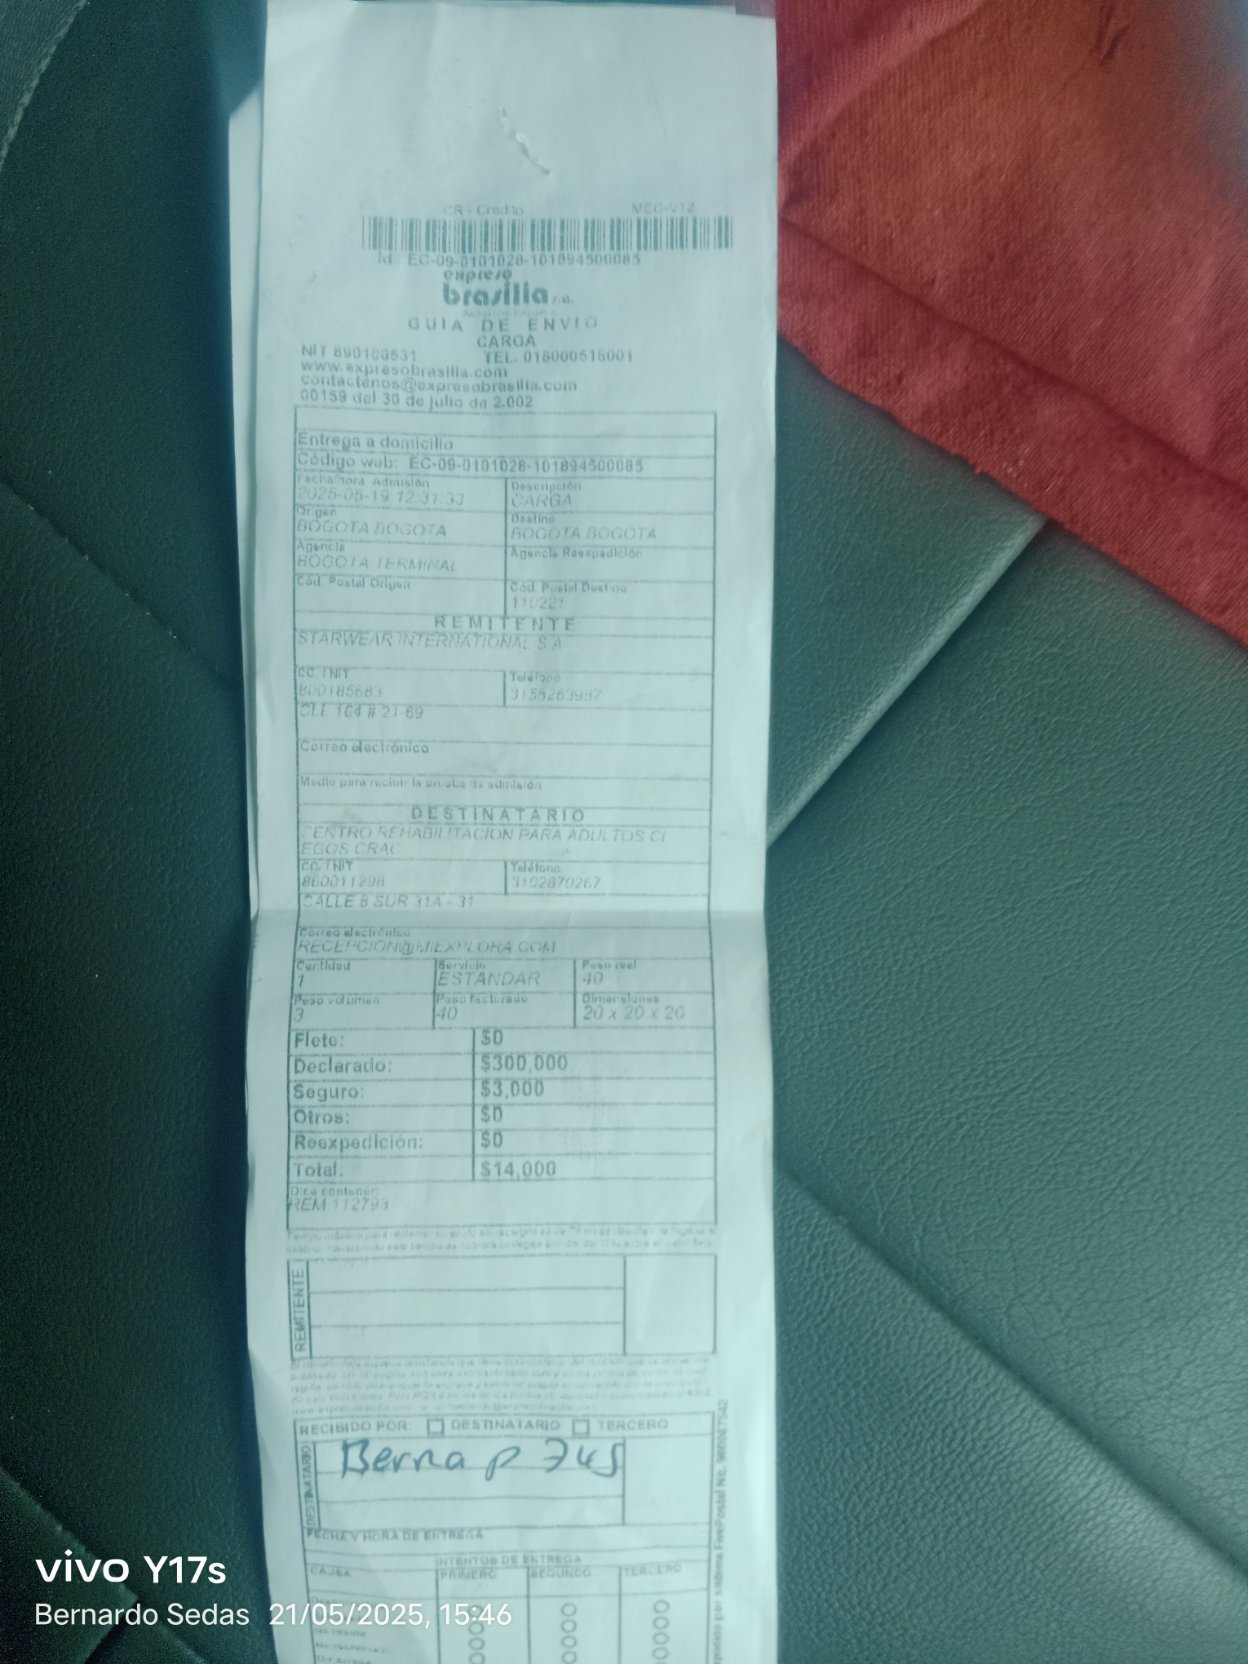 CR - Credito MEC-V12
Id: EC-09-0101028-101894500085
expreso
brasilia s.a.
GUIA DE ENVIO
CARGA
NIT 890100531 TEL. 018000518001
www.expresobrasilia.com
contactenos@expresobrasilia.com
00159 del 30 de julio de 2.002
Entrega a domicilio
Código web: EC-09-0101028-101894500085
Fecha/hora Admisión Descripción
2025-05-19 12:31:33 CARGA
Origen Destino
BOGOTA BOGOTA BOGOTA BOGOTA
Agencia Agencia Reexpedición
BOGOTA TERMINAL
Cód. Postal Origen Cód. Postal Destino
110221
REMITENTE
STARWEAR INTERNATIONAL S A
CC / NIT Teléfono
800185683
CLL 164 # 21 69
Correo electrónico
Medio para recibir la prueba de admisión
DESTINATARIO
CENTRO REHABILITACION PARA ADULTOS CI
EGOS CRAC
CC / NIT Teléfono
860011298 3102870267
CALLE 8 SUR 31A - 31
Correo electrónico
RECEPCION@MIEXPLORA.COM
Cantidad Servicio Peso real
1 ESTANDAR 40
Peso volumen Peso facturado Dimensiones
3 40 20 x 20 x 20
Flete: $0
Declarado: $300,000
Seguro: $3,000
Otros: $0
Reexpedición: $0
Total: $14,000
Dice contener:
REM 112793
REMITENTE
RECIBIDO POR: DESTINATARIO TERCERO
DESTINATARIO
Berna p
FECHA Y HORA DE ENTREGA
INTENTOS DE ENTREGA
CAUSA PRIMERO SEGUNDO TERCERO
vivo Y17s
Bernardo Sedas 21/05/2025, 15:46